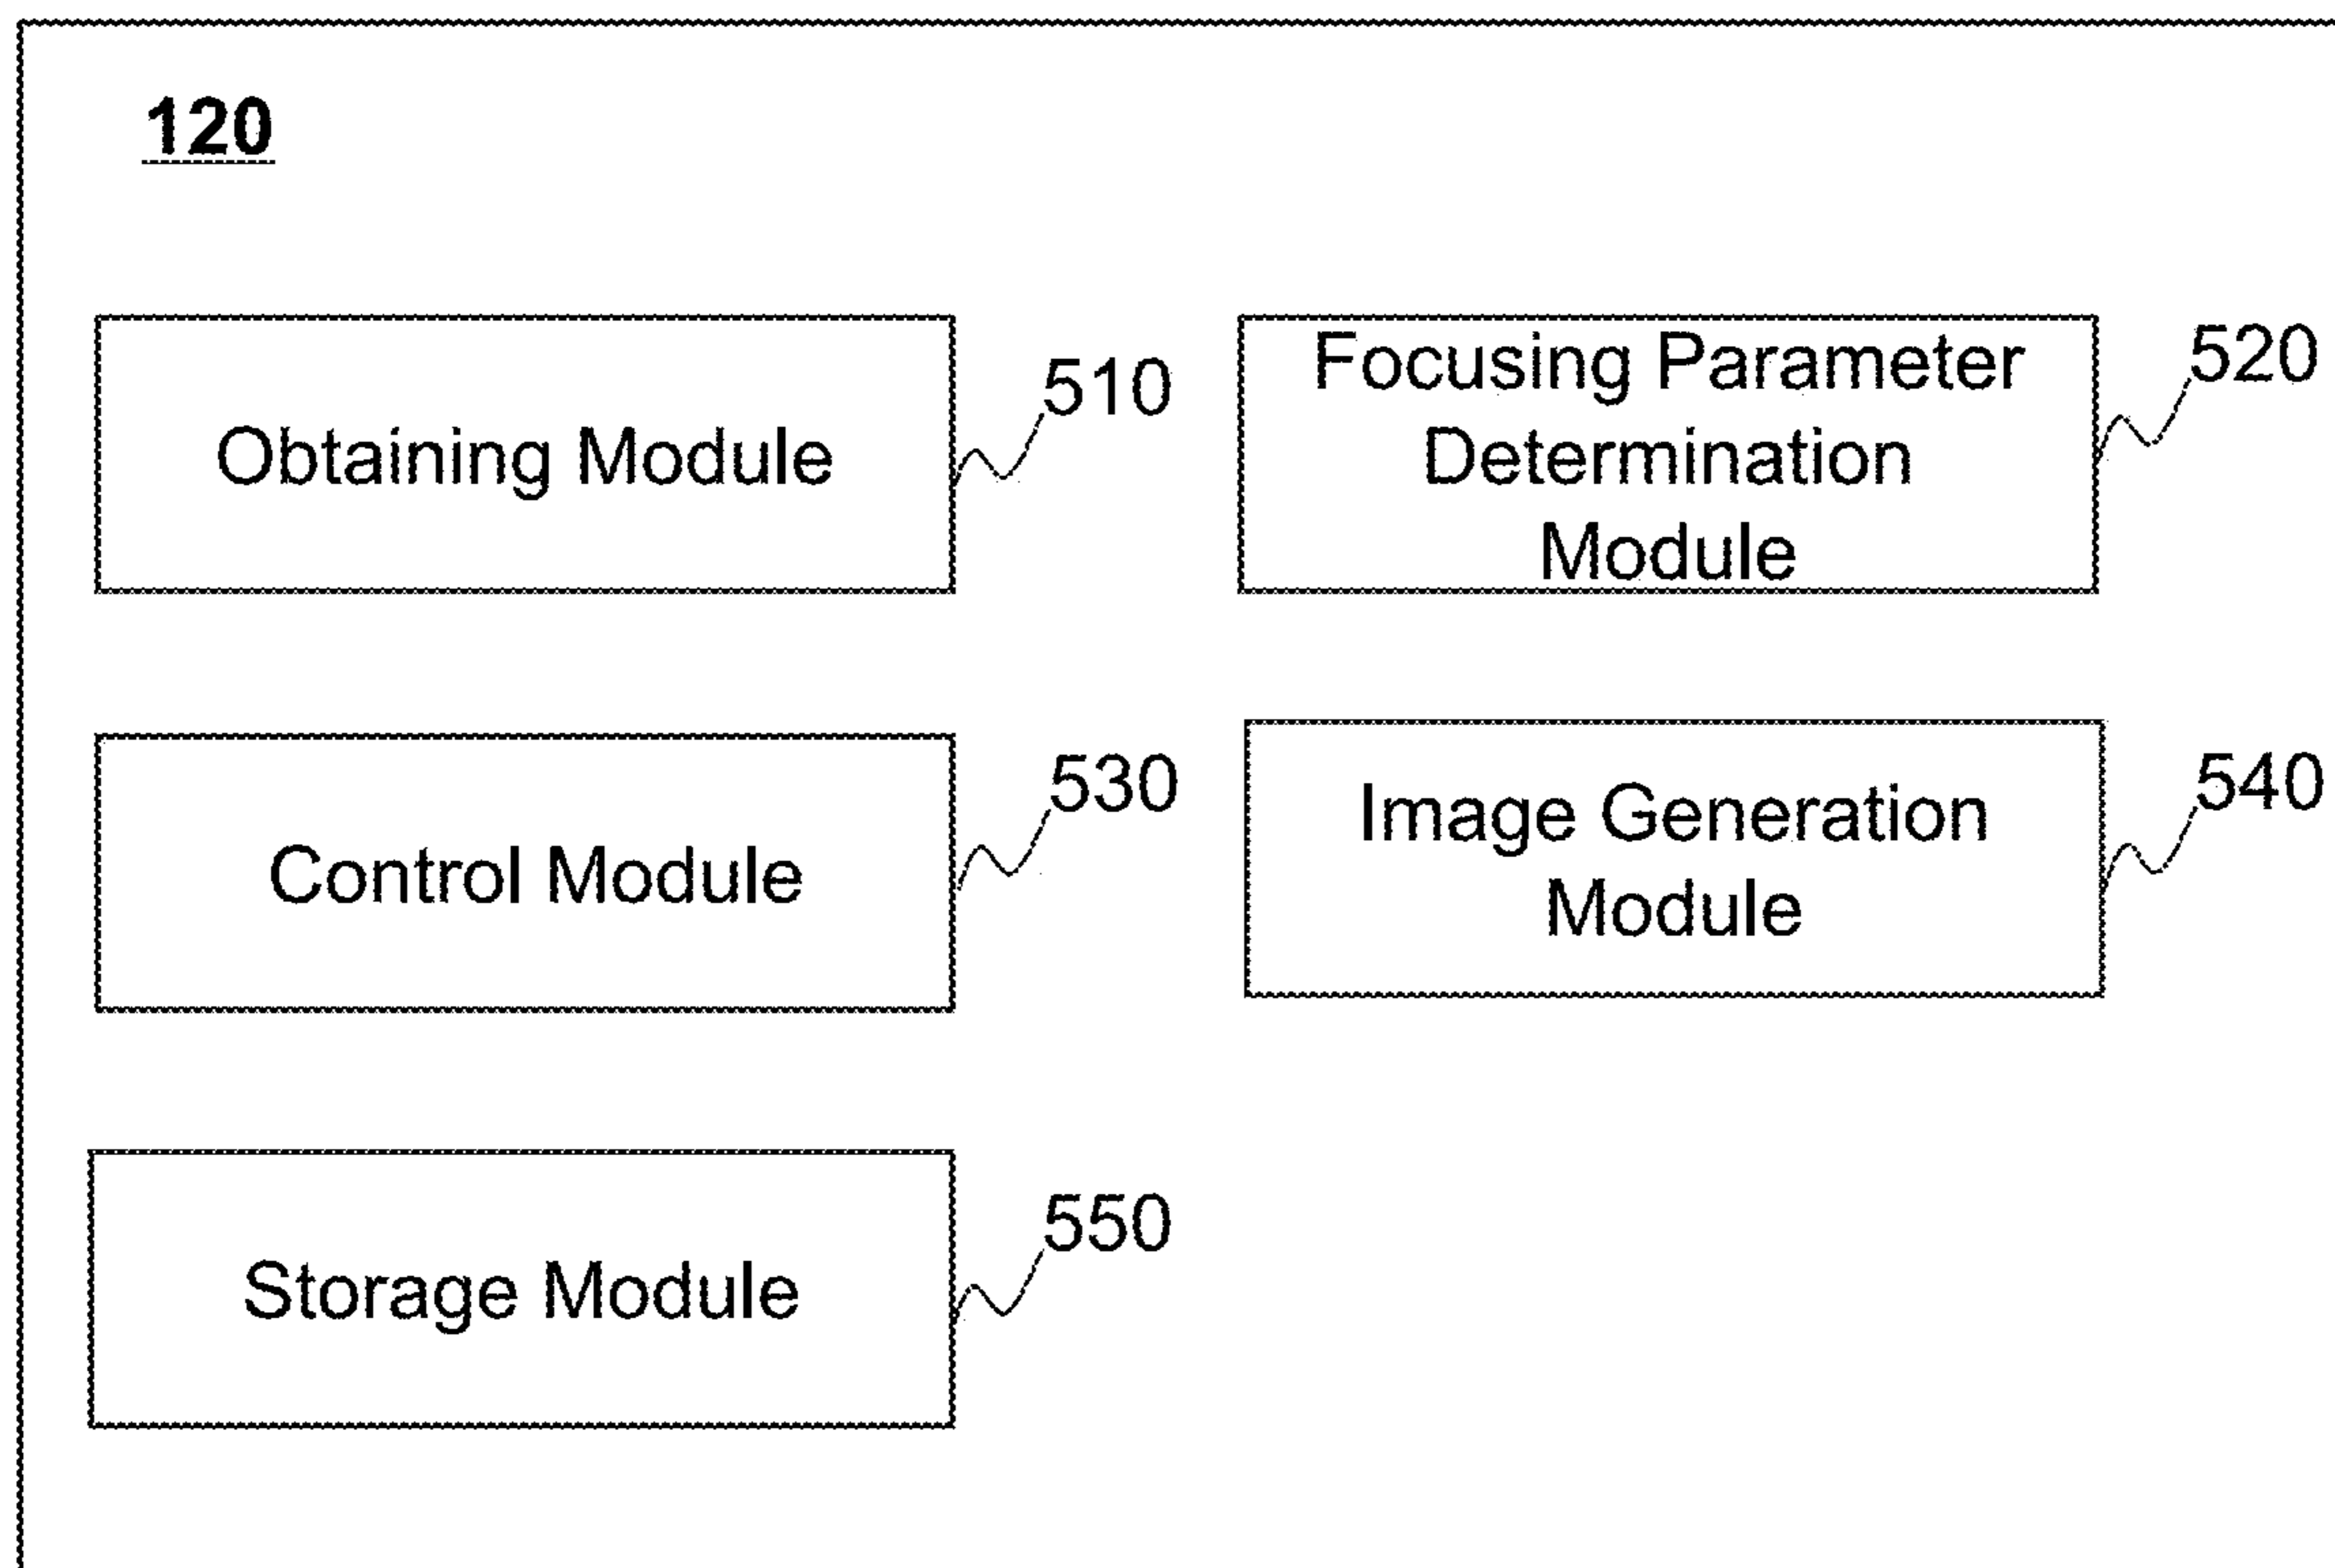 120
Obtaining Module
510
Focusing Parameter
Determination
Module
520
Control Module
530
Image Generation
Module
540
Storage Module
550